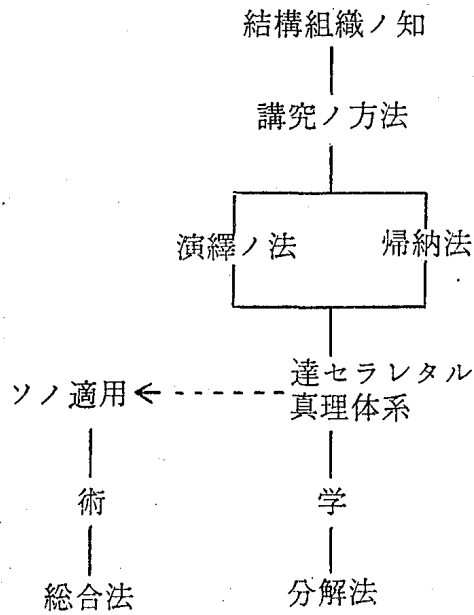 結構組織ノ知
講究ノ方法
演繹ノ法
帰納法
達セラレタル
真理体系
ソノ適用
術
学
総合法
分解法